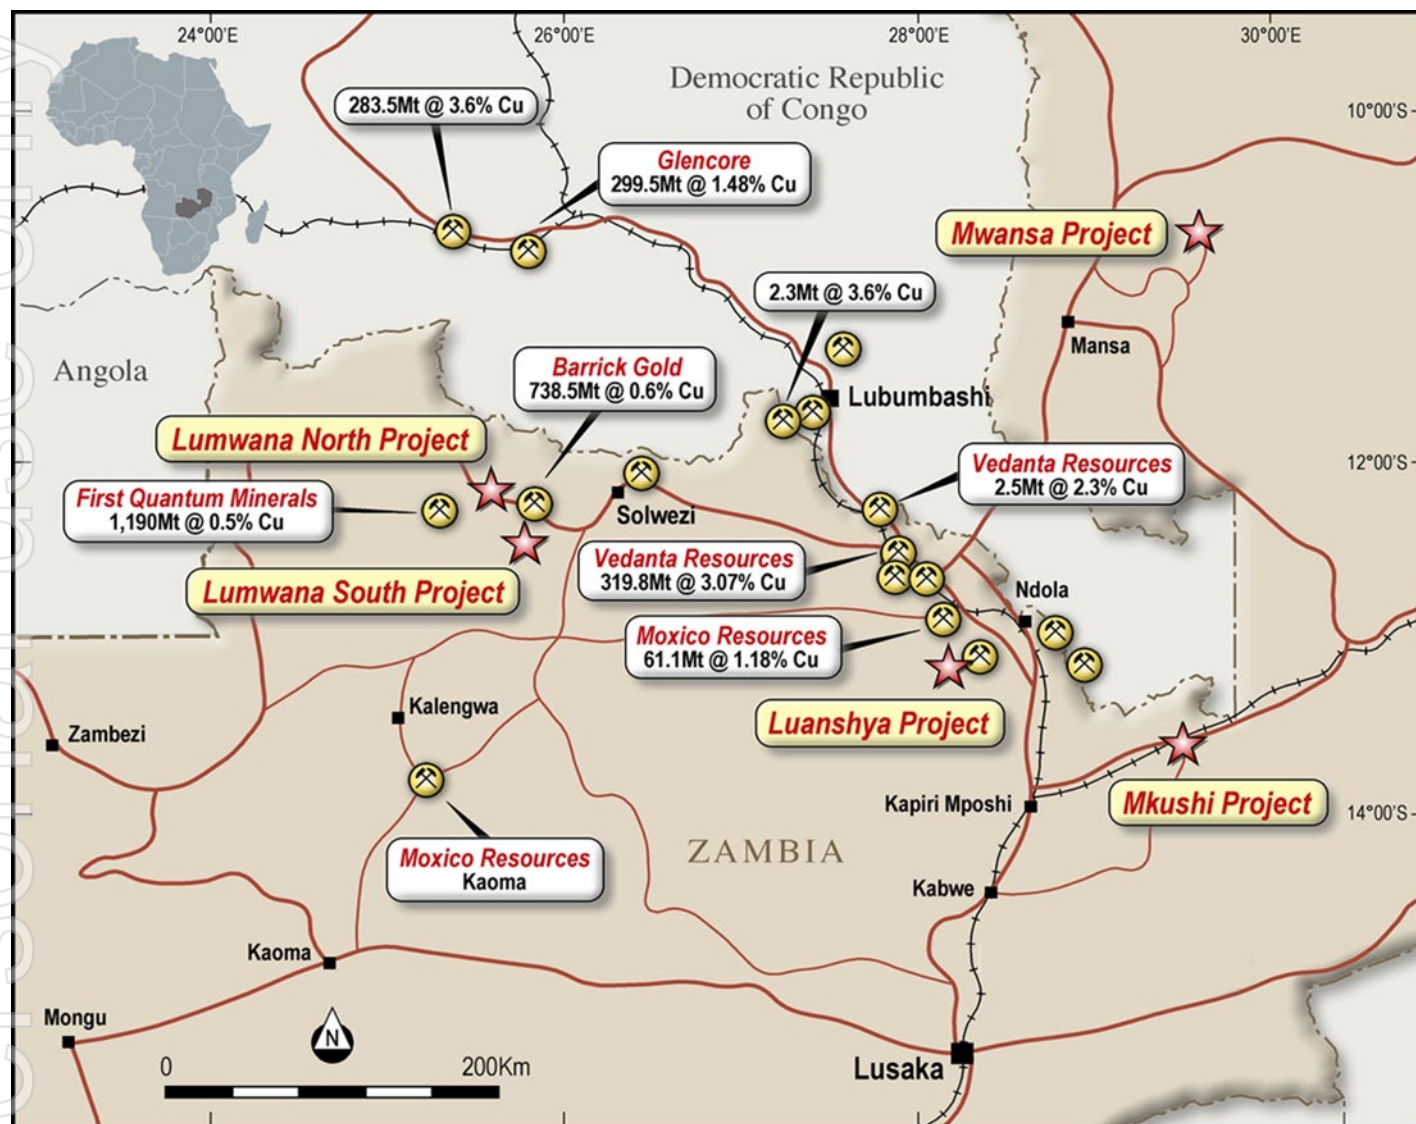 24°00'E
26°00'E
28°00'E
30°00'E
Democratic Republic
of Congo
10°00'S
283.5Mt @ 3.6% Cu
Glencore
299.5Mt @ 1.48% Cu
Mwansa Project
2.3Mt @ 3.6% Cu
Mansa
Angola
Barrick Gold
738.5Mt @ 0.6% Cu
Lubumbashi
Lumwana North Project
Vedanta Resources
2.5Mt @ 2.3% Cu
12°00'S
First Quantum Minerals
1,190Mt @ 0.5% Cu
Solwezi
Vedanta Resources
319.8Mt @ 3.07% Cu
Lumwana South Project
Ndola
Moxico Resources
61.1Mt @ 1.18% Cu
Kalengwa
Luanshya Project
Zambezi
Kapiri Mposhi
Mkushi Project
14°00'S
ZAMBIA
Moxico Resources
Kaoma
Kabwe
Kaoma
Mongu
N
0
200Km
Lusaka
For personal use only